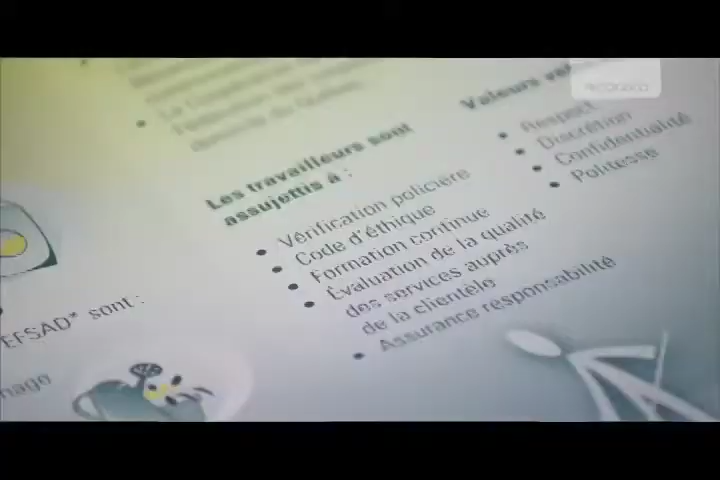 Les travailleurs sont
assujettis à :
• Vérification policière
• Code d'éthique
• Formation continue
• Évaluation de la qualité
des services auprès
de la clientèle
• Assurance responsabilité
Valeurs
• Respect
• Discrétion
• Confidentialité
• Politesse
EFSAD* sont :